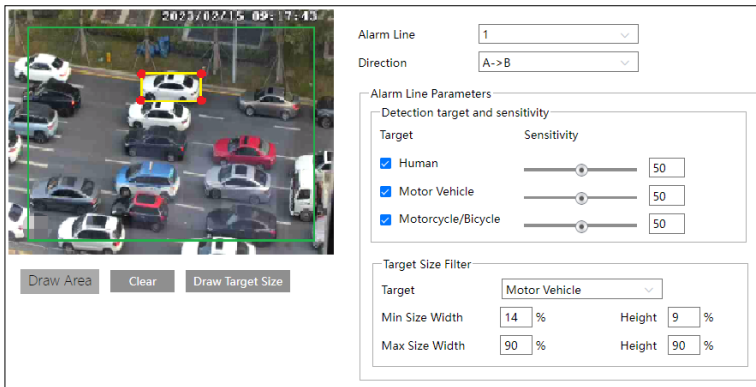 2023/02/15 09:17:43
Alarm Line 1
Direction A->B
Alarm Line Parameters
Detection target and sensitivity
Target Sensitivity
Human 50
Motor Vehicle 50
Motorcycle/Bicycle 50
Draw Area Clear Draw Target Size
Target Size Filter
Target Motor Vehicle
Min Size Width 14 % Height 9 %
Max Size Width 90 % Height 90 %